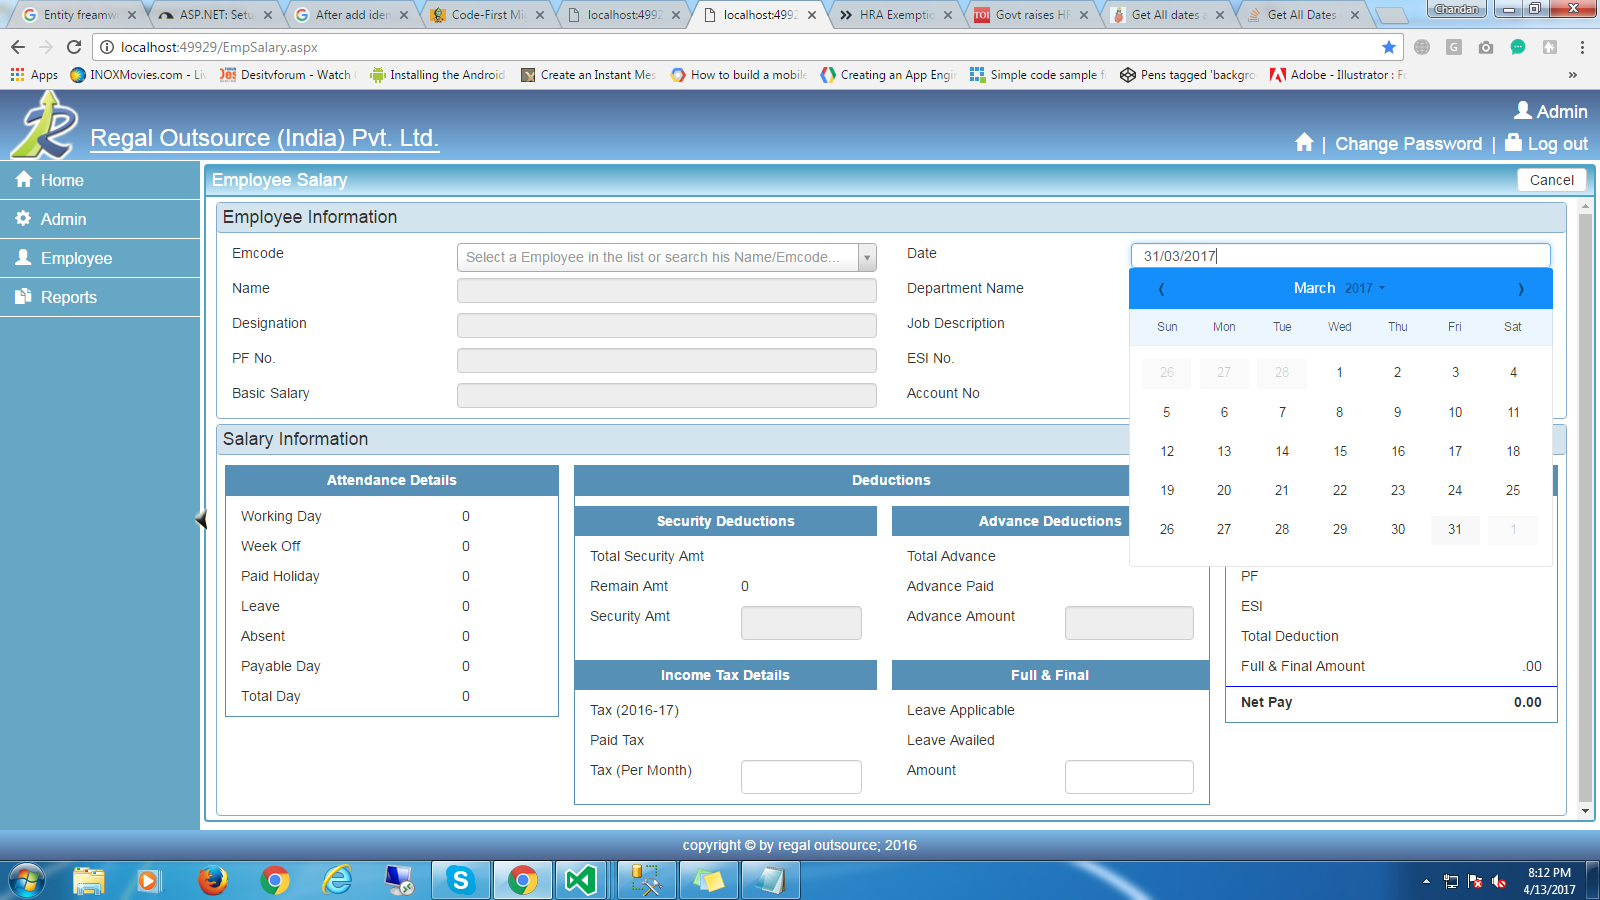 Entity freamwo
ASP.NET: Setu
After add iden
Code-First Mi
localhost:4992
localhost:4992
HRA Exemptio
Govt raises HR
Get All dates a
Get All Dates
Chandan
localhost:49929/EmpSalary.aspx
Apps
INOXMovies.com - Liv
Desitvforum - Watch
Installing the Android
Create an Instant Mes
How to build a mobile
Creating an App Engi
Simple code sample f
Pens tagged 'backgro
Adobe - Illustrator : F
»
Regal Outsource (India) Pvt. Ltd.
Admin
| Change Password | Log out
Home
Admin
Employee
Reports
Employee Salary
Cancel
Employee Information
Emcode
Select a Employee in the list or search his Name/Emcode...
Date
31/03/2017
Name
Department Name
Designation
Job Description
PF No.
ESI No.
Basic Salary
Account No
March 2017
Sun Mon Tue Wed Thu Fri Sat
26 27 28 1 2 3 4
5 6 7 8 9 10 11
12 13 14 15 16 17 18
19 20 21 22 23 24 25
26 27 28 29 30 31 1
Salary Information
Attendance Details
Working Day 0
Week Off 0
Paid Holiday 0
Leave 0
Absent 0
Payable Day 0
Total Day 0
Deductions
Security Deductions
Total Security Amt
Remain Amt 0
Security Amt
Advance Deductions
Total Advance
Advance Paid
Advance Amount
Income Tax Details
Tax (2016-17)
Paid Tax
Tax (Per Month)
Full & Final
Leave Applicable
Leave Availed
Amount
PF
ESI
Total Deduction
Full & Final Amount .00
Net Pay 0.00
copyright © by regal outsource; 2016
8:12 PM
4/13/2017